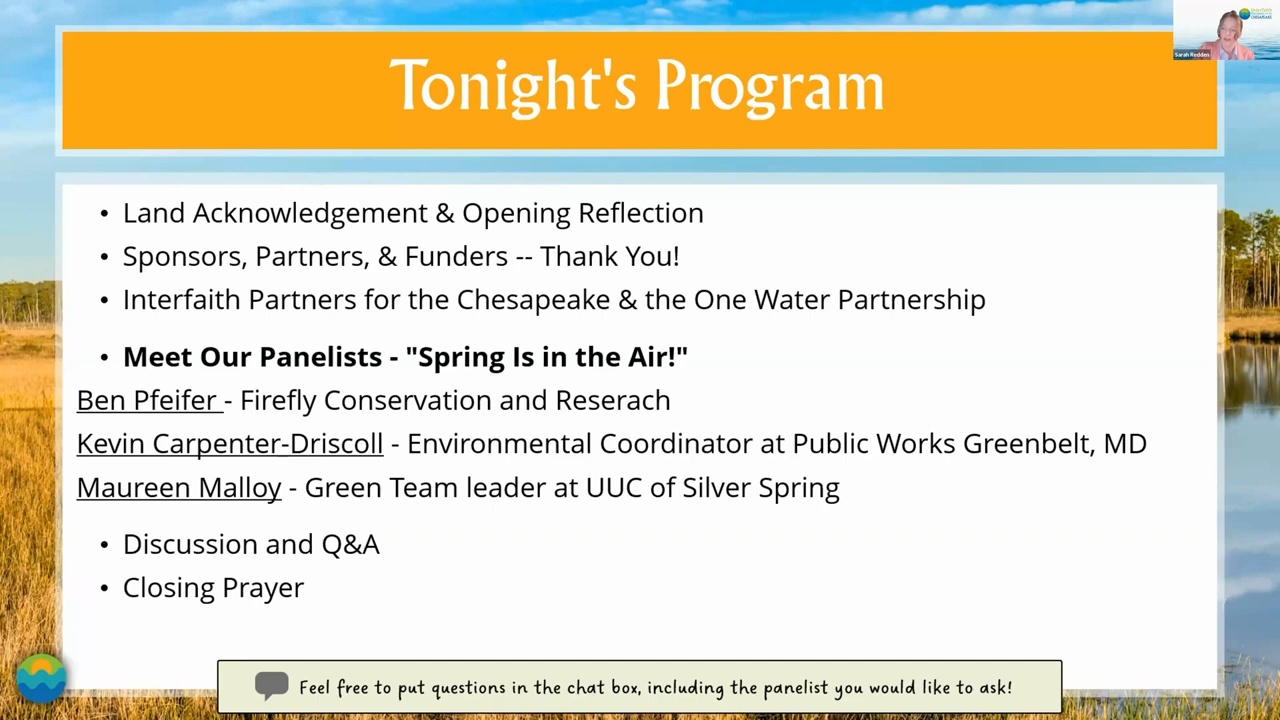 Tonight's Program
• Land Acknowledgement & Opening Reflection
• Sponsors, Partners, & Funders -- Thank You!
• Interfaith Partners for the Chesapeake & the One Water Partnership
• Meet Our Panelists - "Spring Is in the Air!"
Ben Pfeifer - Firefly Conservation and Reserach
Kevin Carpenter-Driscoll - Environmental Coordinator at Public Works Greenbelt, MD
Maureen Malloy - Green Team leader at UUC of Silver Spring
• Discussion and Q&A
• Closing Prayer
Feel free to put questions in the chat box, including the panelist you would like to ask!
Sarah Redden
CHESAPEAKE